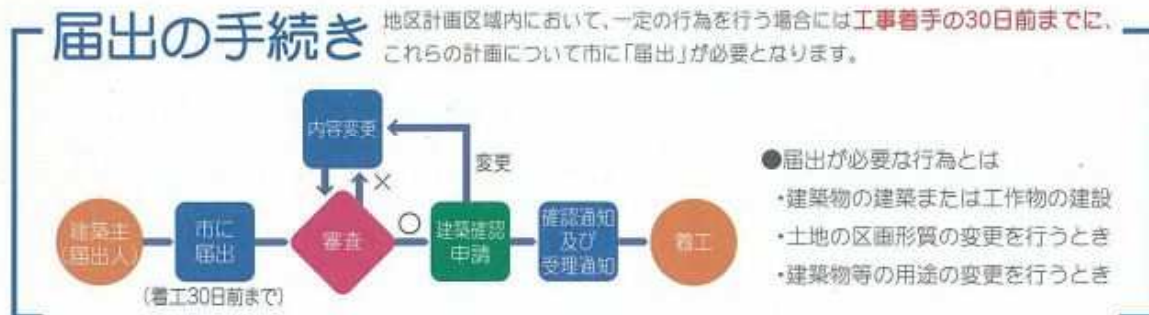 届出の手続き
地区計画区域内において、一定の行為を行う場合には工事着手の30日前までに、
これらの計画について市に「届出」が必要となります。
内容変更
変更
×
建築主
(届出人)
市に
届出
(着工30日前まで)
審査
○
建築確認
申請
確認通知
及び
受理通知
着工
●届出が必要な行為とは
・建築物の建築または工作物の建設
・土地の区画形質の変更を行うとき
・建築物等の用途の変更を行うとき